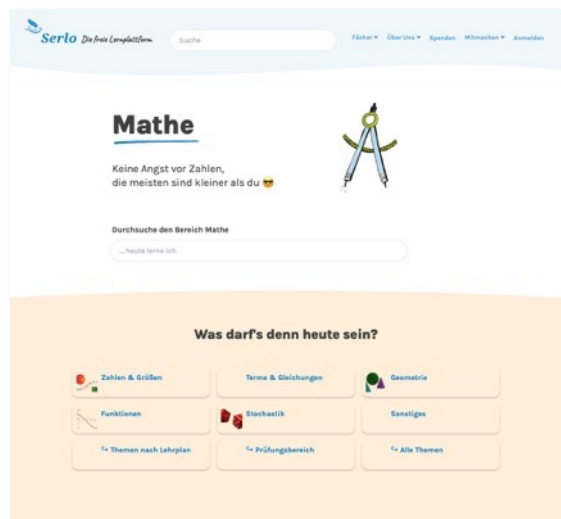 Serlo Die freie Lernplattform
Suche
Fächer Über Uns Spenden Mitmachen Anmelden
Mathe
Keine Angst vor Zahlen,
die meisten sind kleiner als du 😎
Durchsuche den Bereich Mathe
... heute lerne ich
Was darf's denn heute sein?
Zahlen & Größen
Terme & Gleichungen
Geometrie
Funktionen
Stochastik
Sonstiges
↪ Themen nach Lehrplan
↪ Prüfungsbereich
↪ Alle Themen